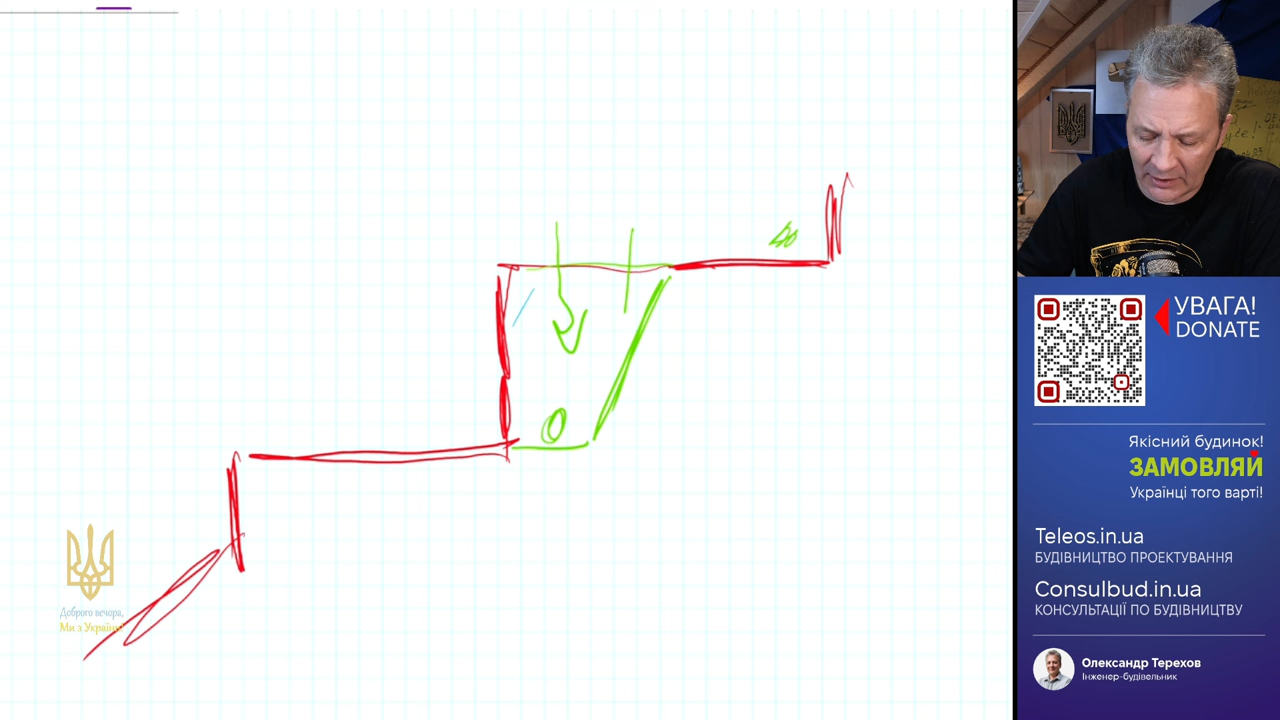 УВАГА!
DONATE
Якісний будинок!
ЗАМОВЛЯЙ
Українці того варті!
Teleos.in.ua
БУДІВНИЦТВО ПРОЕКТУВАННЯ
Consulbud.in.ua
КОНСУЛЬТАЦІЇ ПО БУДІВНИЦТВУ
Олександр Терехов
Інженер-будівельник
Доброго вечора,
Ми з України!